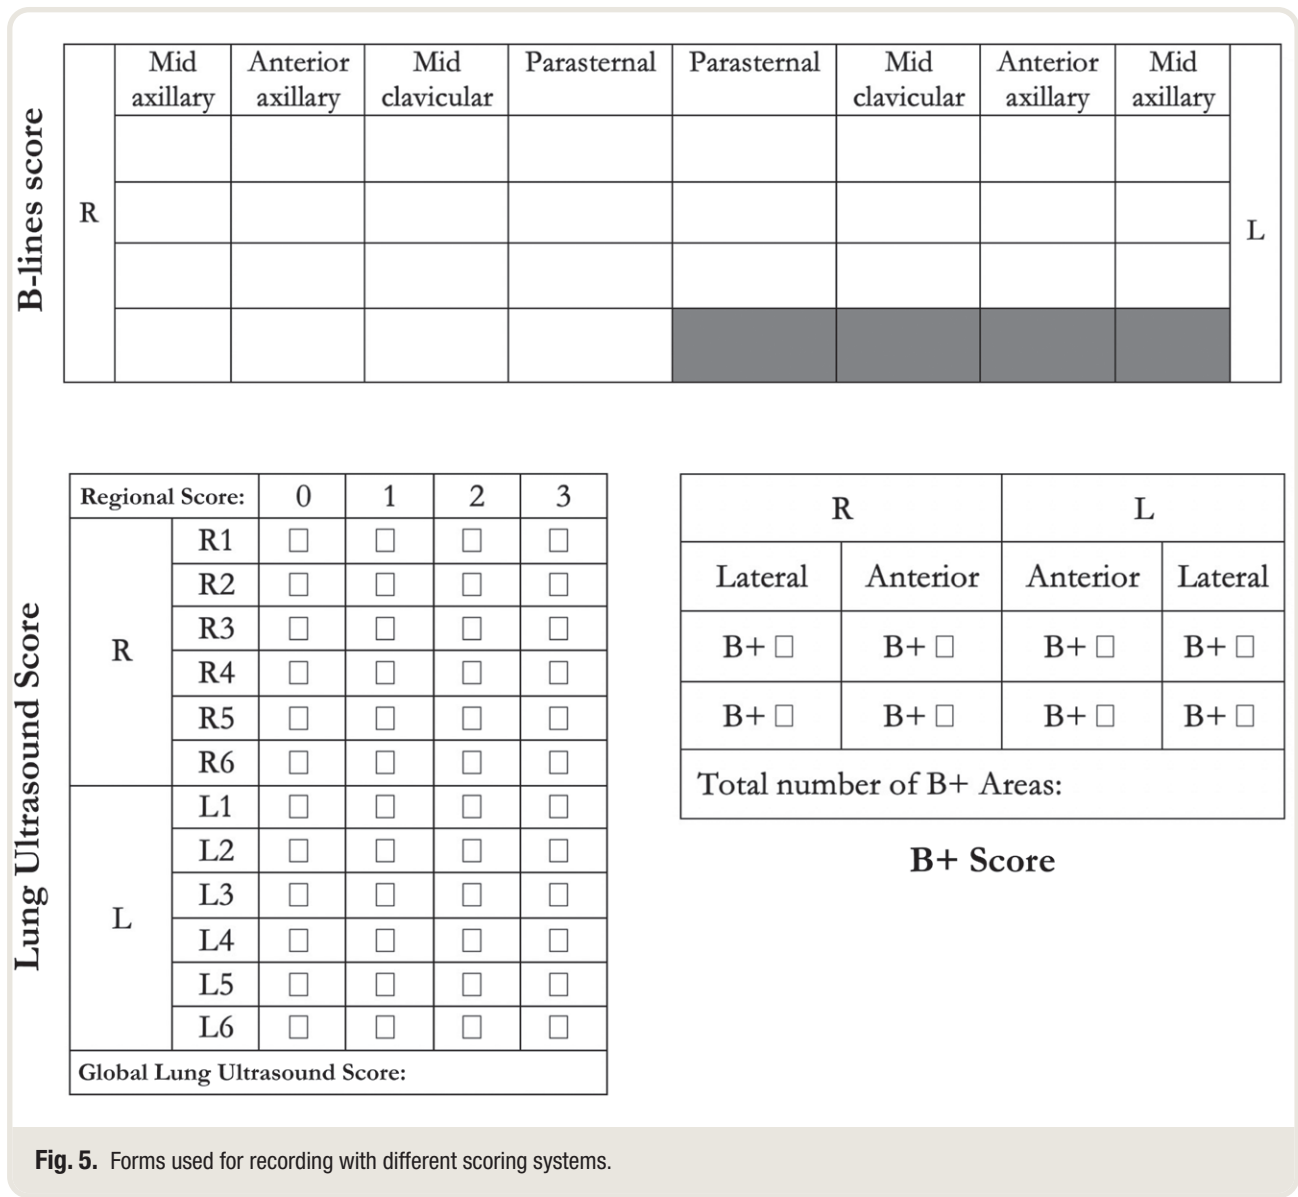 B-lines score
Mid axillary Anterior axillary Mid clavicular Parasternal Parasternal Mid clavicular Anterior axillary Mid axillary
R
L
Lung Ultrasound Score
Regional Score: 0 1 2 3
R
R1 □ □ □ □
R2 □ □ □ □
R3 □ □ □ □
R4 □ □ □ □
R5 □ □ □ □
R6 □ □ □ □
L
L1 □ □ □ □
L2 □ □ □ □
L3 □ □ □ □
L4 □ □ □ □
L5 □ □ □ □
L6 □ □ □ □
Global Lung Ultrasound Score:
R L
Lateral Anterior Anterior Lateral
B+ □ B+ □ B+ □ B+ □
B+ □ B+ □ B+ □ B+ □
Total number of B+ Areas:
B+ Score
Fig. 5. Forms used for recording with different scoring systems.